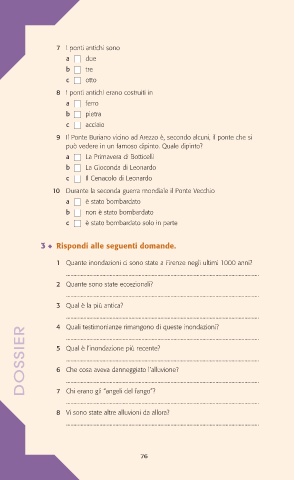 7 I ponti antichi sono
a due
b tre
c otto
8 I ponti antichi erano costruiti in
a ferro
b pietra
c acciaio
9 Il Ponte Buriano vicino ad Arezzo è, secondo alcuni, il ponte che si
può vedere in un famoso dipinto. Quale dipinto?
a La Primavera di Botticelli
b La Gioconda di Leonardo
c Il Cenacolo di Leonardo
10 Durante la seconda guerra mondiale il Ponte Vecchio
a è stato bombardato
b non è stato bombardato
c è stato bombardato solo in parte
3 Rispondi alle seguenti domande.
1 Quante inondazioni ci sono state a Firenze negli ultimi 1000 anni?
2 Quante sono state eccezionali?
3 Qual è la più antica?
4 Quali testimonianze rimangono di queste inondazioni?
5 Qual è l'inondazione più recente?
6 Che cosa aveva danneggiato l'alluvione?
7 Chi erano gli "angeli del fango"?
8 Vi sono state altre alluvioni da allora?
DOSSIER
76